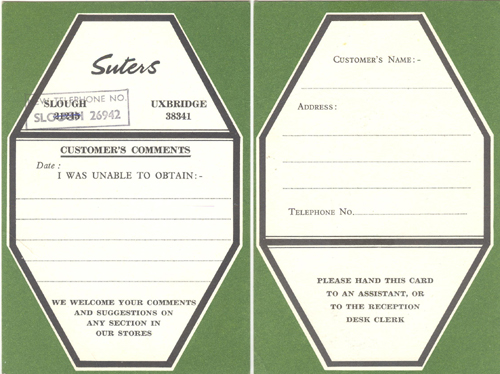 Suters
NEW TELEPHONE NO.
SLOUGH UXBRIDGE
SLOUGH 26942 38341
CUSTOMER'S COMMENTS
Date :
I WAS UNABLE TO OBTAIN:-
WE WELCOME YOUR COMMENTS
AND SUGGESTIONS ON
ANY SECTION IN
OUR STORES
CUSTOMER'S NAME:-
ADDRESS:
TELEPHONE NO.
PLEASE HAND THIS CARD
TO AN ASSISTANT, OR
TO THE RECEPTION
DESK CLERK